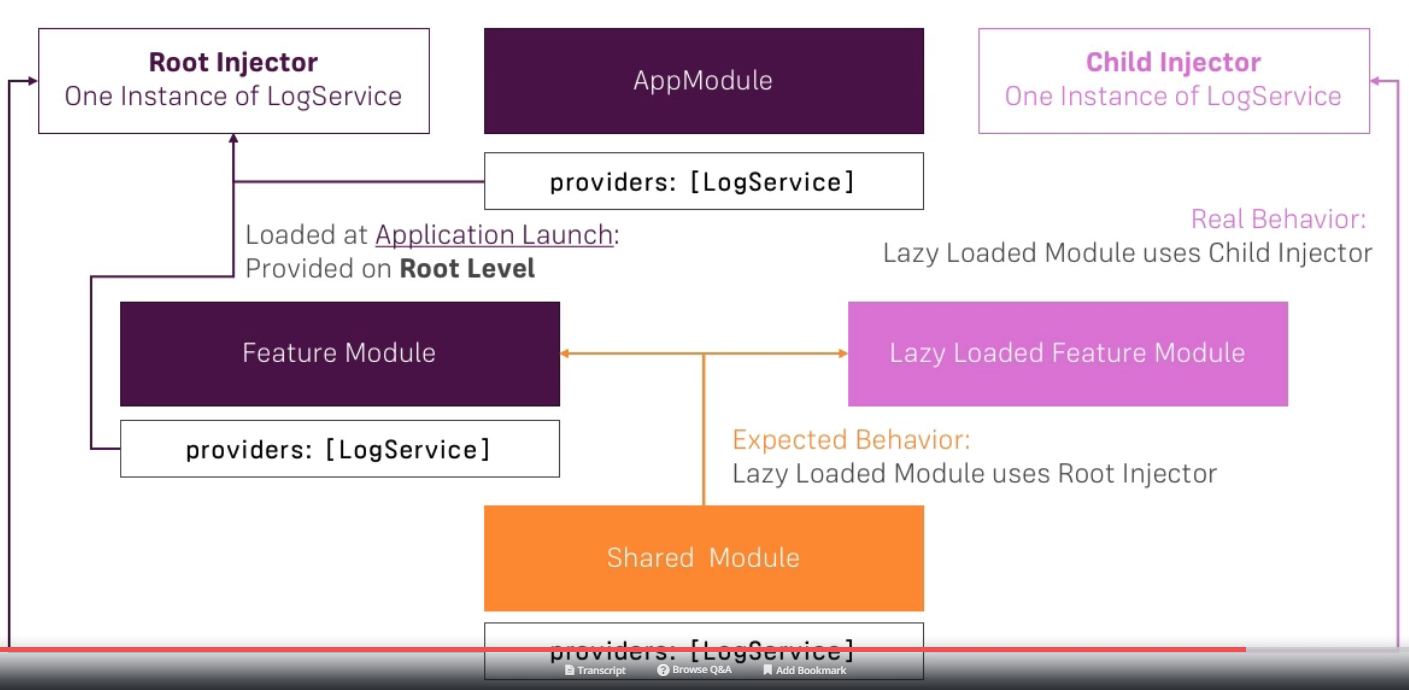 Root Injector
One Instance of LogService
AppModule
Child Injector
One Instance of LogService
providers: [LogService]
Real Behavior:
Lazy Loaded Module uses Child Injector
Loaded at Application Launch:
Provided on Root Level
Feature Module
Lazy Loaded Feature Module
providers: [LogService]
Expected Behavior:
Lazy Loaded Module uses Root Injector
Shared Module
providers: [LogService]
Transcript
Browse Q&A
Add Bookmark